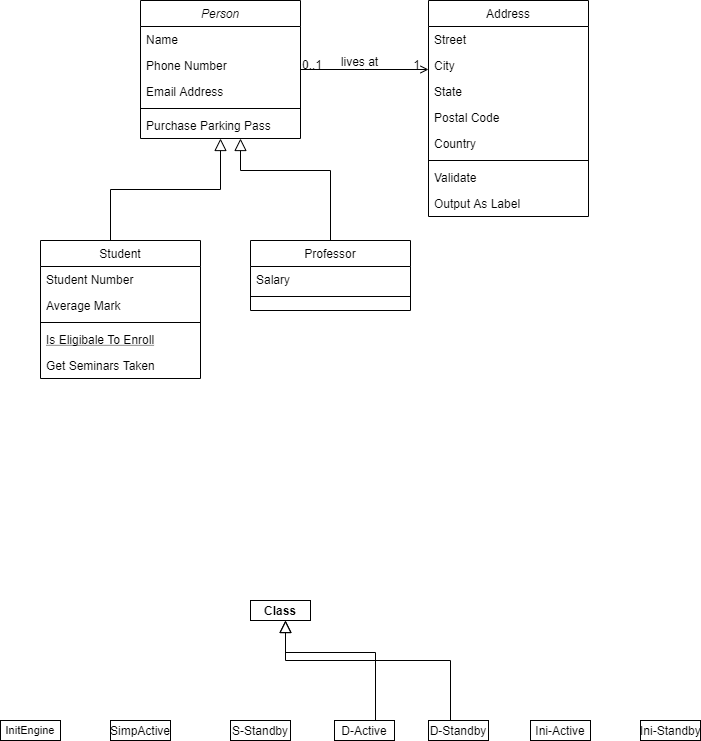 Person
Name
Phone Number
Email Address
Purchase Parking Pass
0..1
lives at
1
Address
Street
City
State
Postal Code
Country
Validate
Output As Label
Student
Student Number
Average Mark
Is Eligibale To Enroll
Get Seminars Taken
Professor
Salary
Class
InitEngine
SimpActive
S-Standby
D-Active
D-Standby
Ini-Active
Ini-Standby